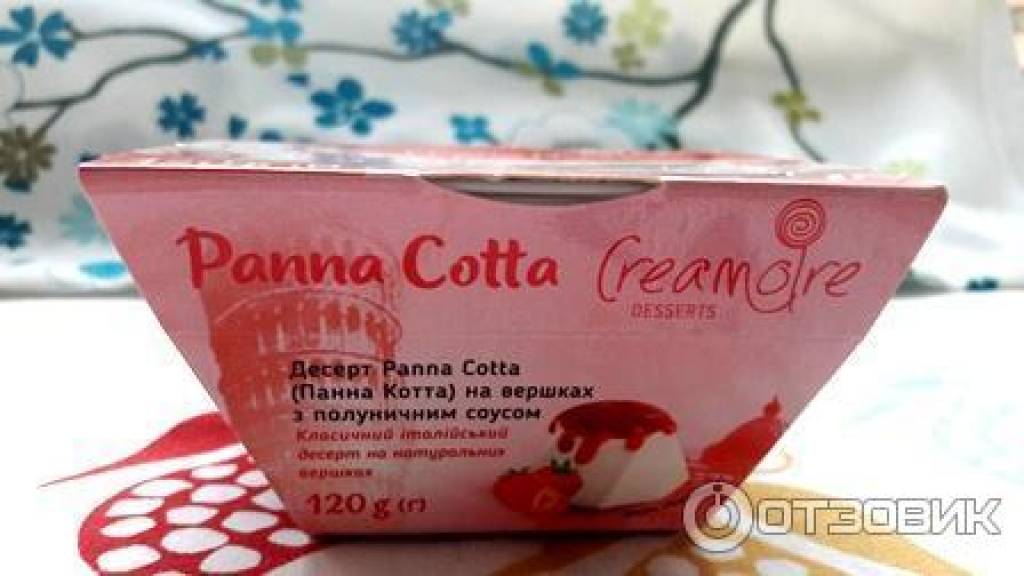 Panna Cotta
Creamoire
DESSERTS
Десерт Panna Cotta
(Панна Котта) на вершках
з полуничним соусом
Класичний італійський
десерт на натуральних
вершках
120 g (г)
ОТЗОВИК